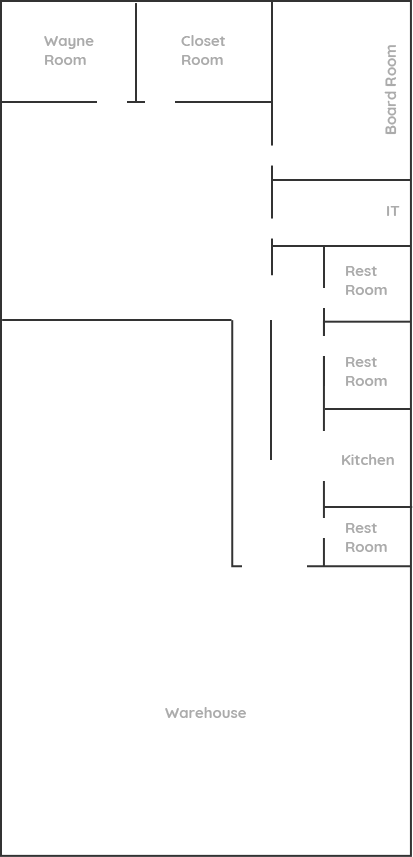 Wayne
Room
Closet
Room
Board Room
IT
Rest
Room
Rest
Room
Kitchen
Rest
Room
Warehouse